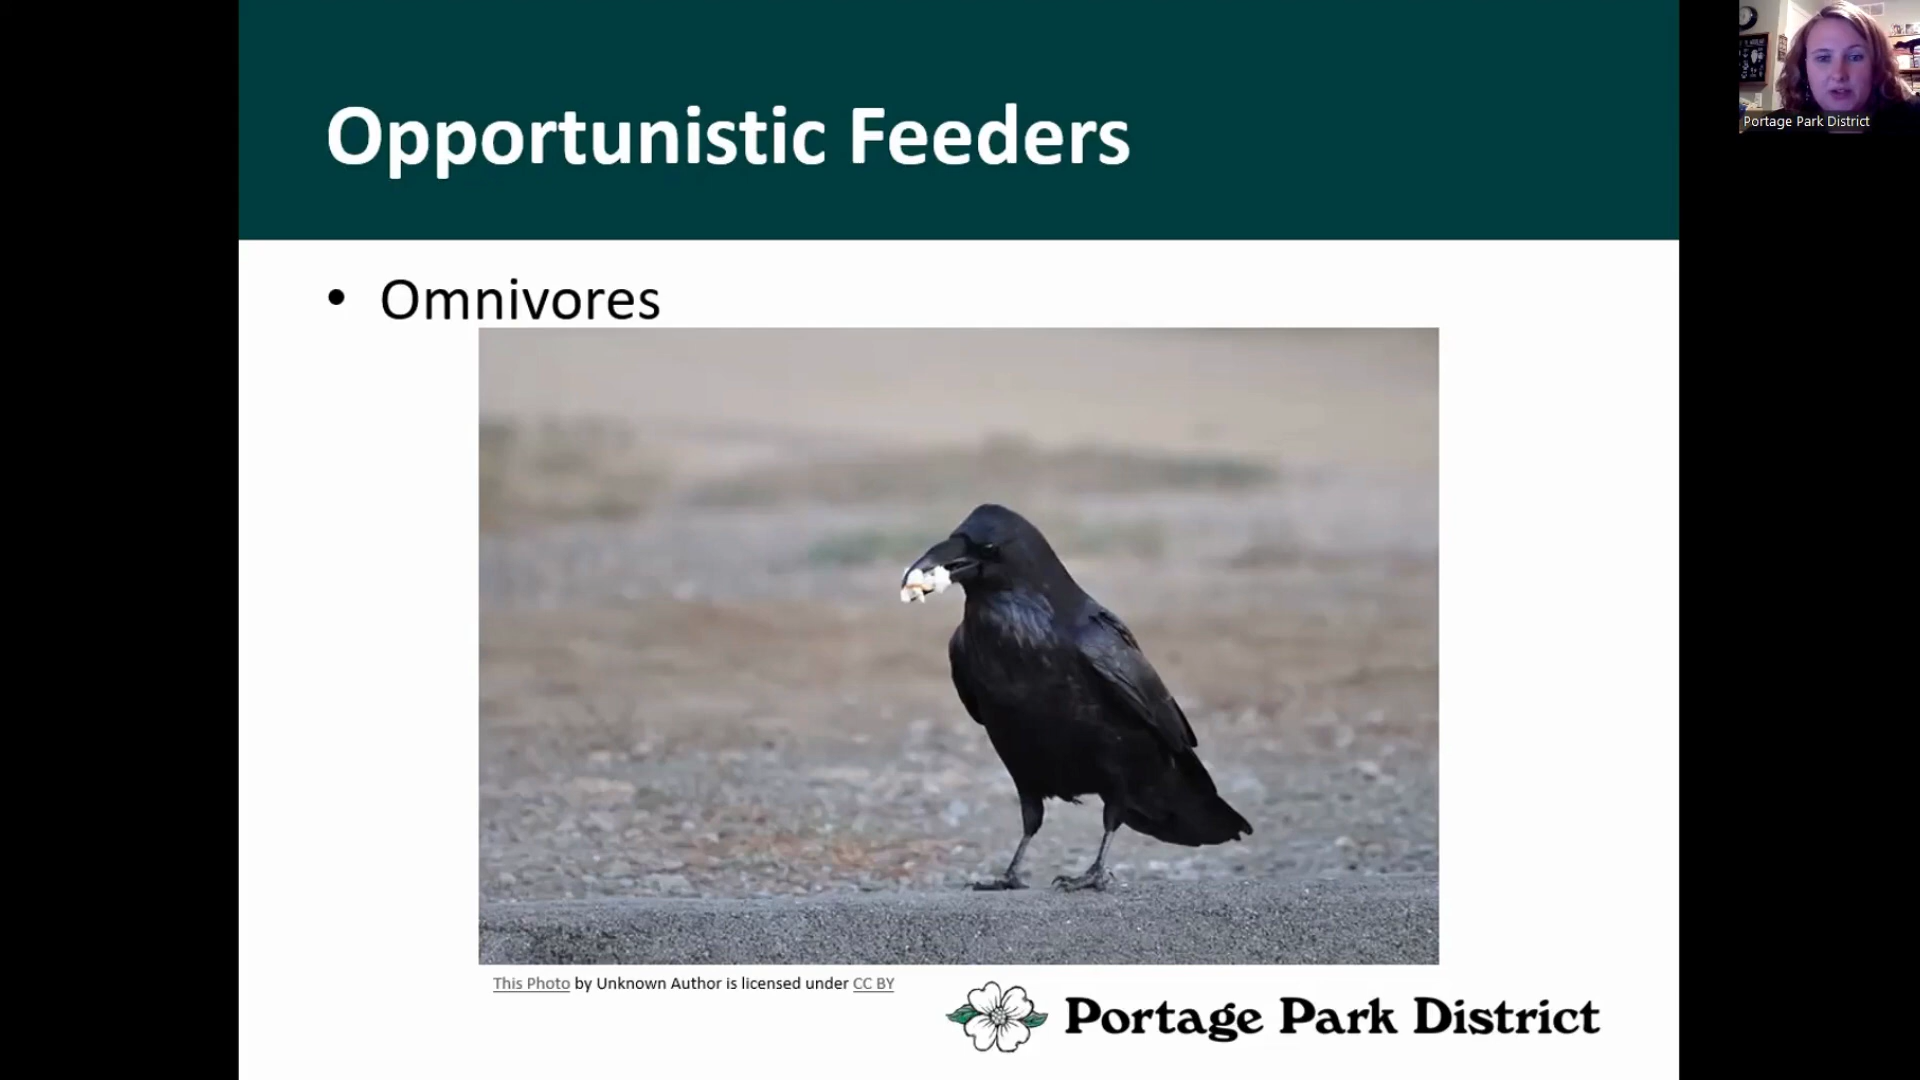 Opportunistic Feeders
Portage Park District
• Omnivores
This Photo by Unknown Author is licensed under CC BY
Portage Park District